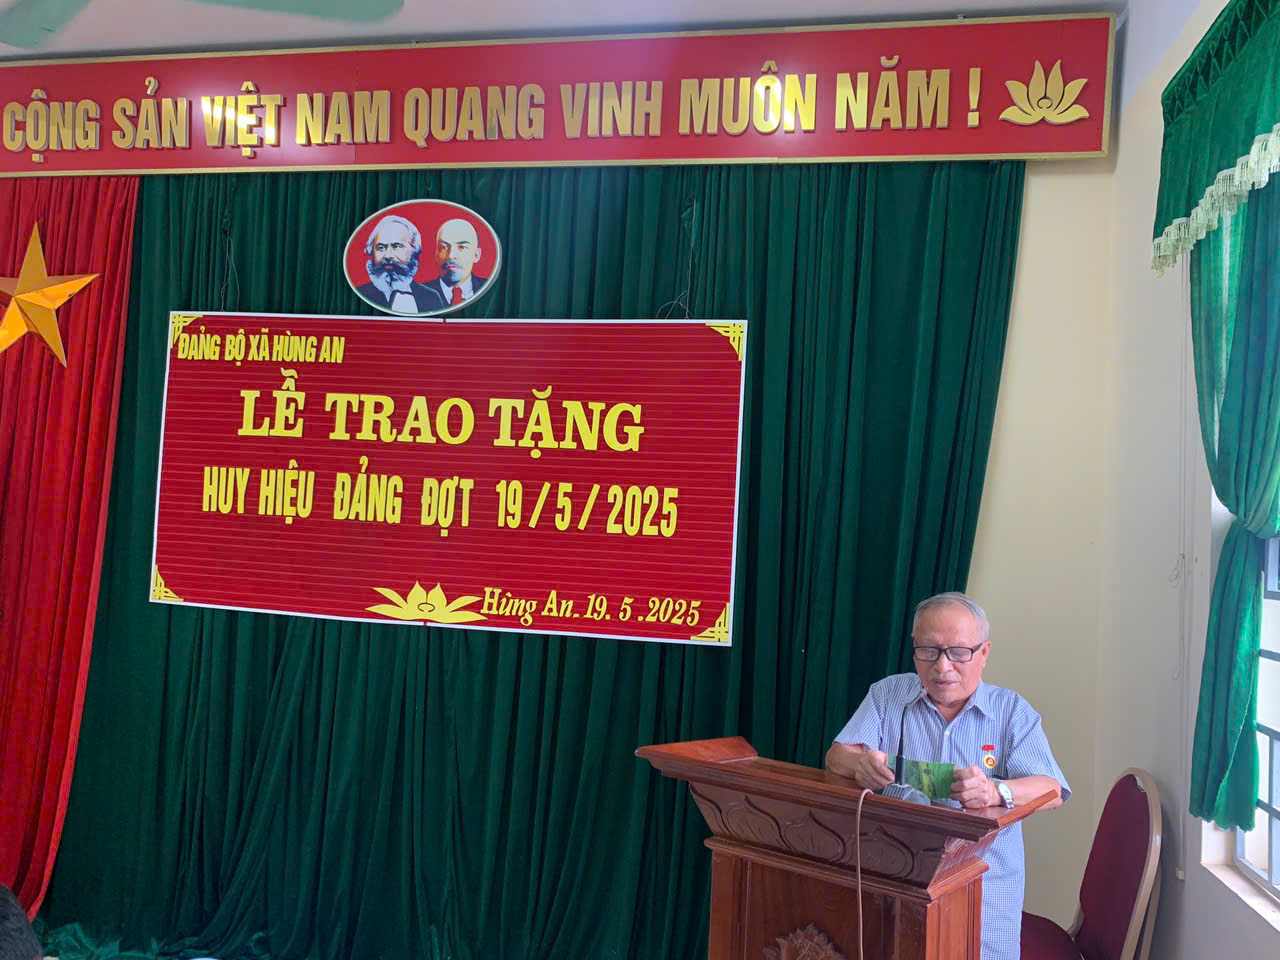 CỘNG SẢN VIỆT NAM QUANG VINH MUÔN NĂM !
ĐẢNG BỘ XÃ HÙNG AN
LỄ TRAO TẶNG
HUY HIỆU ĐẢNG ĐỢT 19/5/2025
Hùng An. 19. 5 .2025